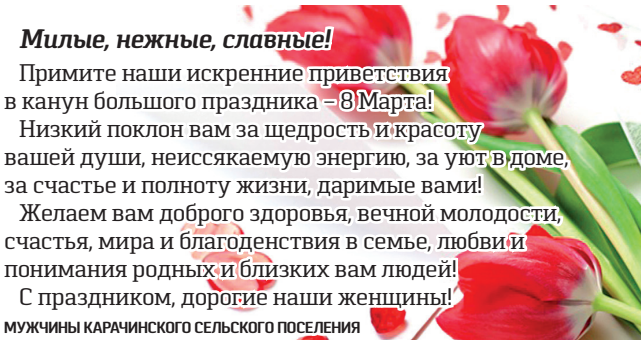 Милые, нежные, славные!
Примите наши искренние приветствия
в канун большого праздника – 8 Марта!
Низкий поклон вам за щедрость и красоту
вашей души, неиссякаемую энергию, за уют в доме,
за счастье и полноту жизни, даримые вами!
Желаем вам доброго здоровья, вечной молодости,
счастья, мира и благоденствия в семье, любви и
понимания родных и близких вам людей!
С праздником, дорогие наши женщины!
МУЖЧИНЫ КАРАЧИНСКОГО СЕЛЬСКОГО ПОСЕЛЕНИЯ